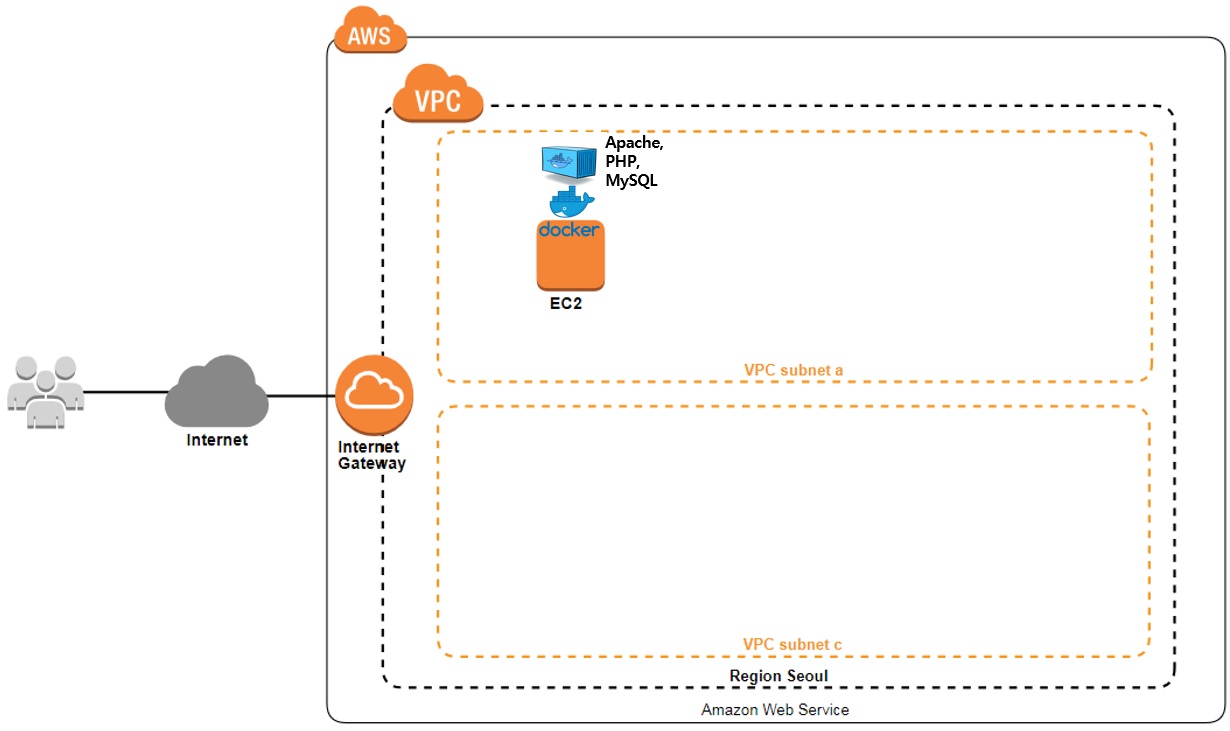 AWS
VPC
Apache,
PHP,
MySQL
docker
EC2
VPC subnet a
Internet
Internet
Gateway
VPC subnet c
Region Seoul
Amazon Web Service